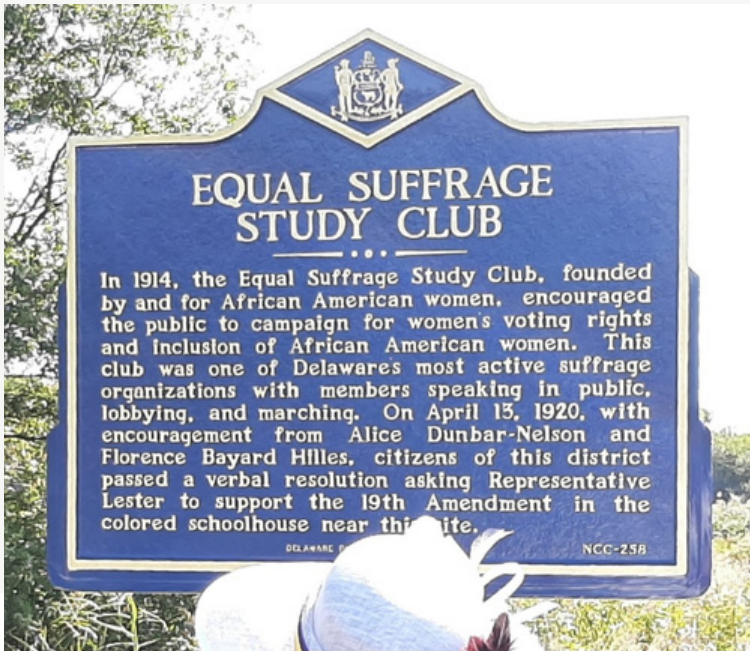 EQUAL SUFFRAGE
STUDY CLUB
In 1914, the Equal Suffrage Study Club, founded
by and for African American women, encouraged
the public to campaign for women's voting rights
and inclusion of African American women. This
club was one of Delaware's most active suffrage
organizations with members speaking in public,
lobbying, and marching. On April 13, 1920, with
encouragement from Alice Dunbar-Nelson and
Florence Bayard Hilles, citizens of this district
passed a verbal resolution asking Representative
Lester to support the 19th Amendment in the
colored schoolhouse near
DELAWARE
NCC-258